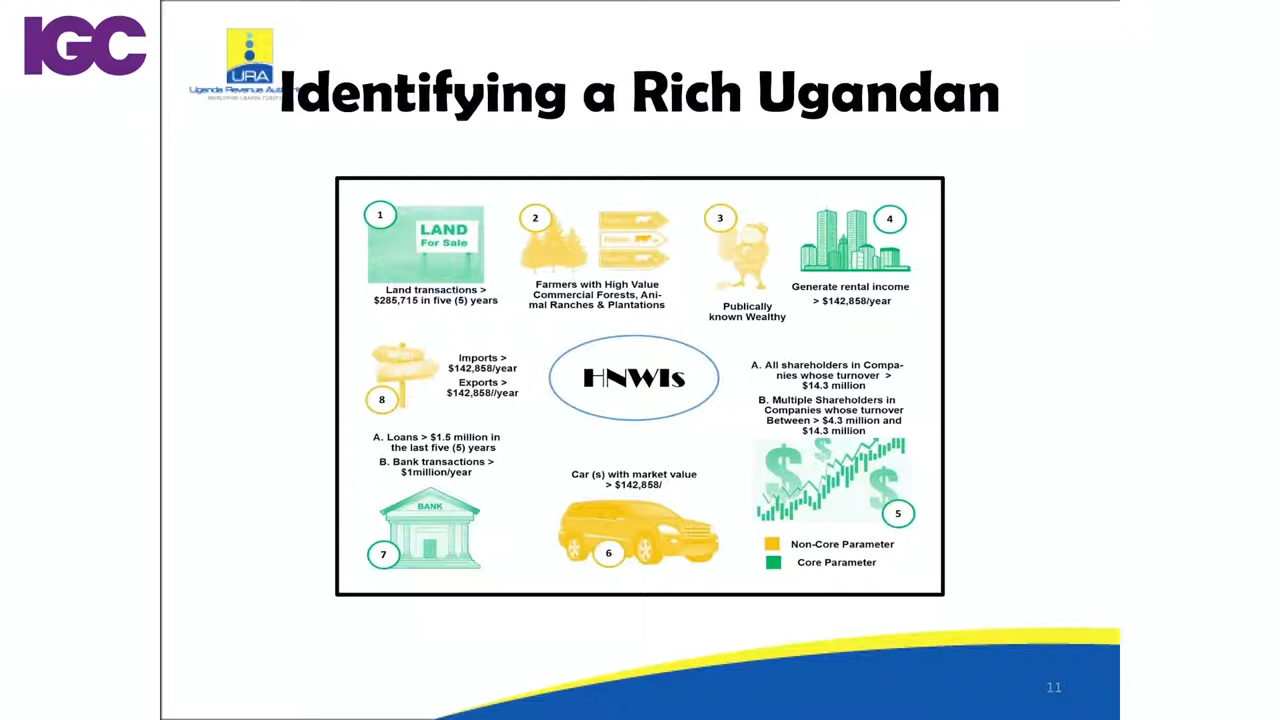 IGC
URA
Uganda Revenue
Identifying a Rich Ugandan
1
LAND
For Sale
Land transactions >
$285,715 in five (5) years
2
Farmers with High Value
Commercial Forests, Ani-
mal Ranches & Plantations
3
Publically
known Wealthy
4
Generate rental income
> $142,858/year
8
Imports >
$142,858/year
Exports >
$142,858//year
HNWIs
A. All shareholders in Compa-
nies whose turnover >
$14.3 million
B. Multiple Shareholders in
Companies whose turnover
Between > $4.3 million and
$14.3 million
5
A. Loans > $1.5 million in
the last five (5) years
B. Bank transactions >
$1million/year
BANK
7
Car (s) with market value
> $142,858/
6
Non-Core Parameter
Core Parameter
11